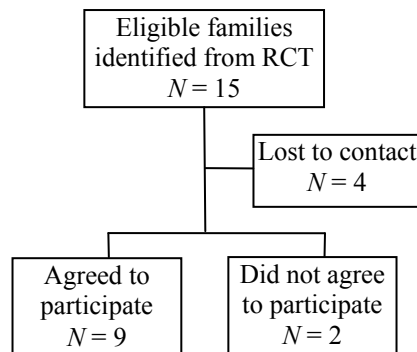 Eligible families
identified from RCT
N = 15
Lost to contact
N = 4
Agreed to
participate
N = 9
Did not agree
to participate
N = 2